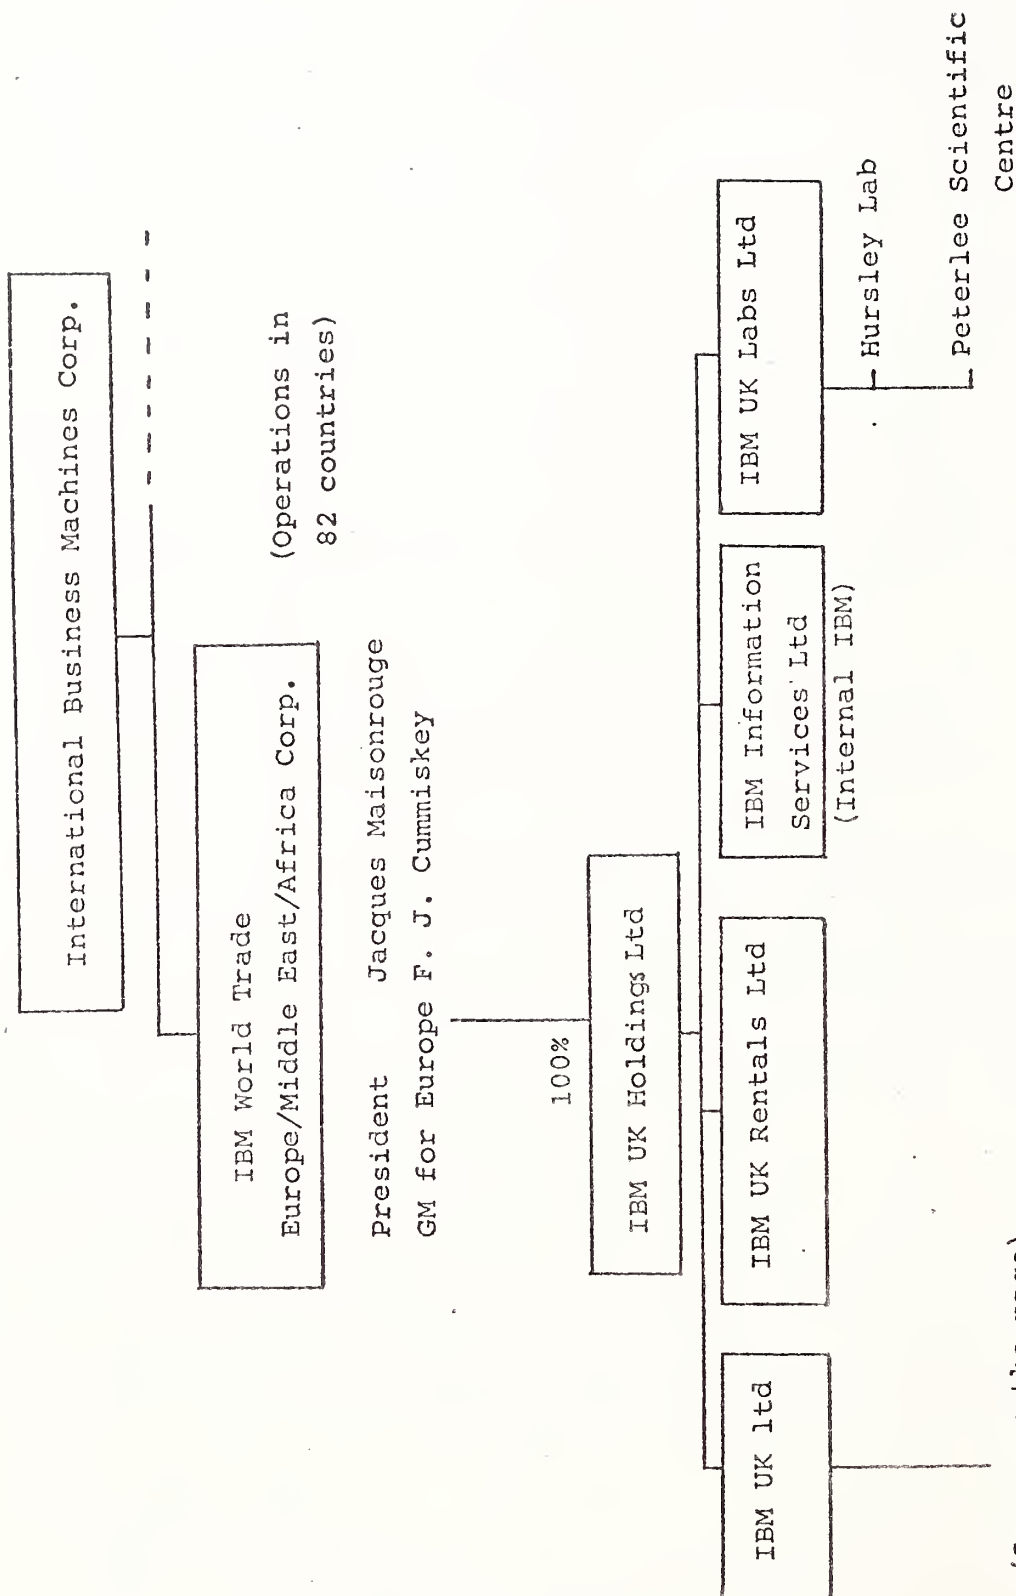 International Business Machines Corp.
IBM World Trade
Europe/Middle East/Africa Corp.
(Operations in
82 countries)
President Jacques Maisonrouge
GM for Europe F. J. Cummiskey
100%
IBM UK Holdings Ltd
IBM UK ltd
IBM UK Rentals Ltd
IBM Information
Services Ltd
(Internal IBM)
IBM UK Labs Ltd
Hursley Lab
Peterlee Scientific
Centre